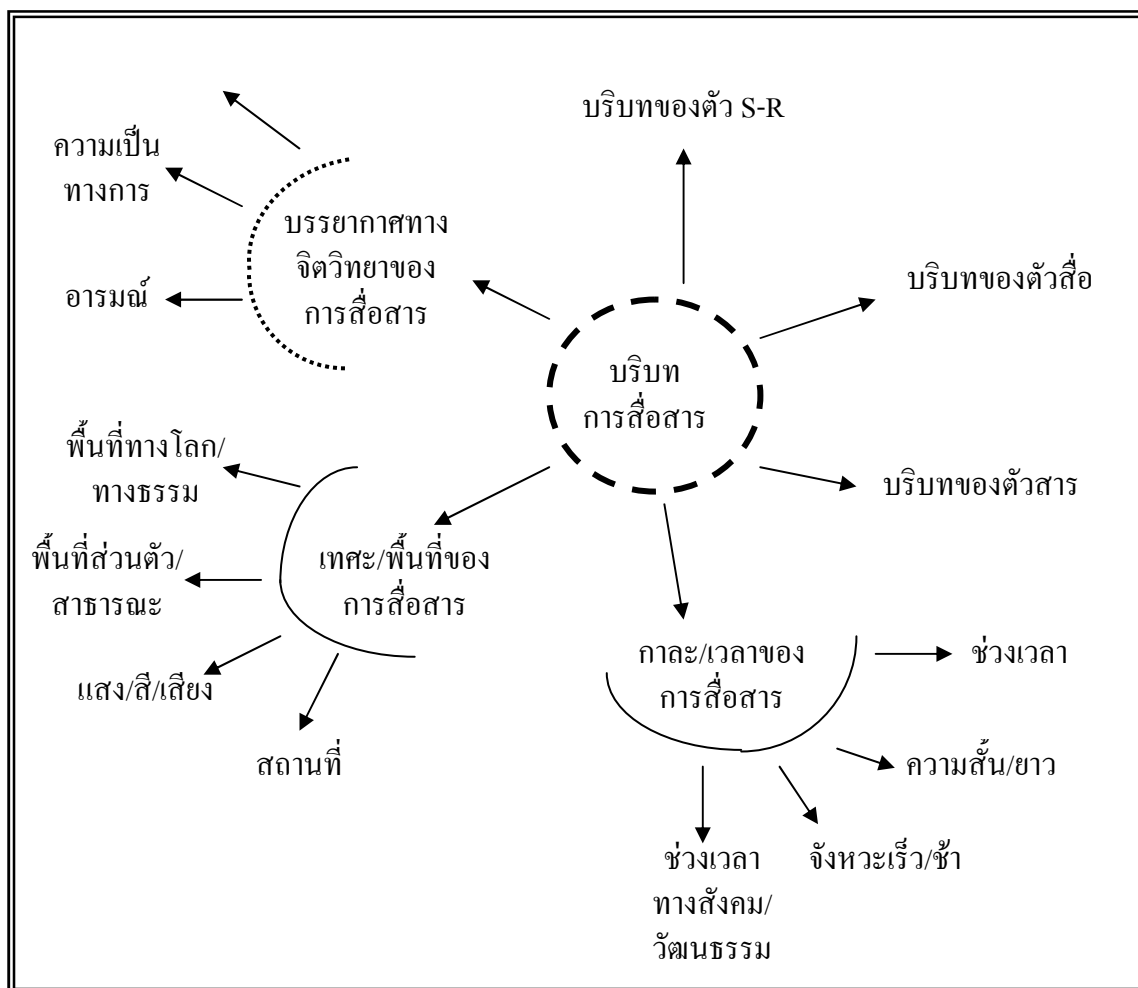 บริบทของตัว S-R
ความเป็น
ทางการ
บรรยากาศทาง
จิตวิทยาของ
การสื่อสาร
อารมณ์
บริบทของตัวสื่อ
บริบท
การสื่อสาร
พื้นที่ทางโลก/
ทางธรรม
บริบทของตัวสาร
พื้นที่ส่วนตัว/
สาธารณะ
เทศะ/พื้นที่ของ
การสื่อสาร
แสง/สี/เสียง
สถานที่
กาละ/เวลาของ
การสื่อสาร
ช่วงเวลา
ความสั้น/ยาว
จังหวะเร็ว/ช้า
ช่วงเวลา
ทางสังคม/
วัฒนธรรม